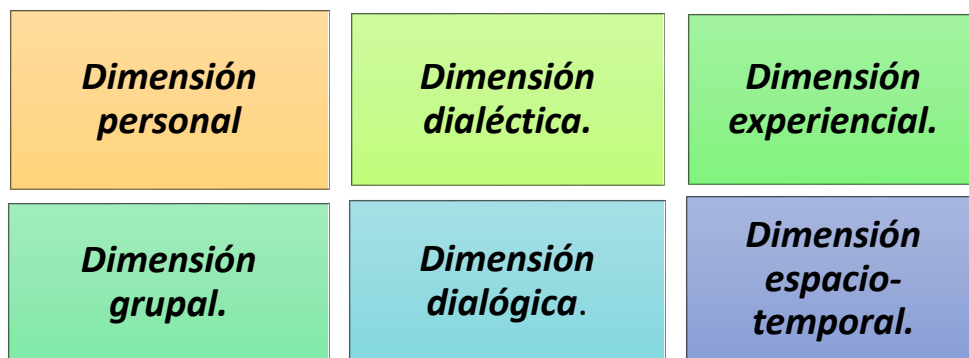 Dimensión
personal
Dimensión
dialéctica.
Dimensión
experiencial.
Dimensión
grupal.
Dimensión
dialógica.
Dimensión
espacio-
temporal.